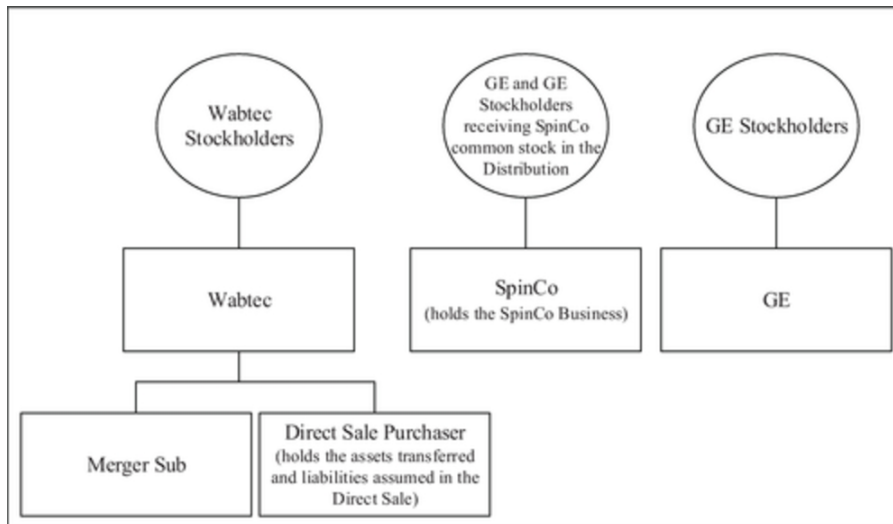 Wabtec
Stockholders
GE and GE
Stockholders
receiving SpinCo
common stock in the
Distribution
GE Stockholders
Wabtec
SpinCo
(holds the SpinCo Business)
GE
Merger Sub
Direct Sale Purchaser
(holds the assets transferred
and liabilities assumed in the
Direct Sale)